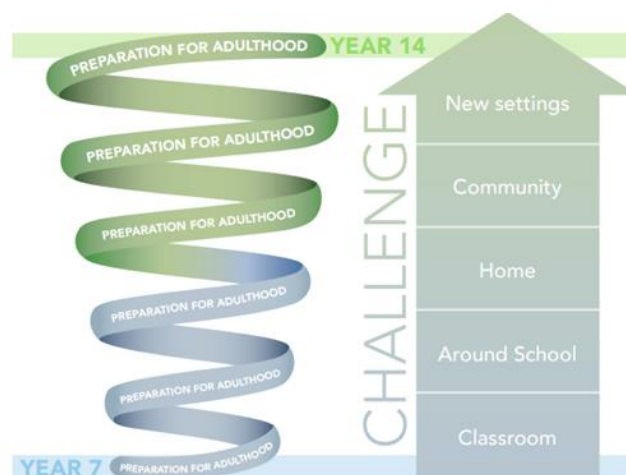 PREPARATION FOR ADULTHOOD YEAR 14
PREPARATION FOR ADULTHOOD
PREPARATION FOR ADULTHOOD
PREPARATION FOR ADULTHOOD
PREPARATION FOR ADULTHOOD
YEAR 7 PREPARATION FOR ADULTHOOD
CHALLENGE
New settings
Community
Home
Around School
Classroom